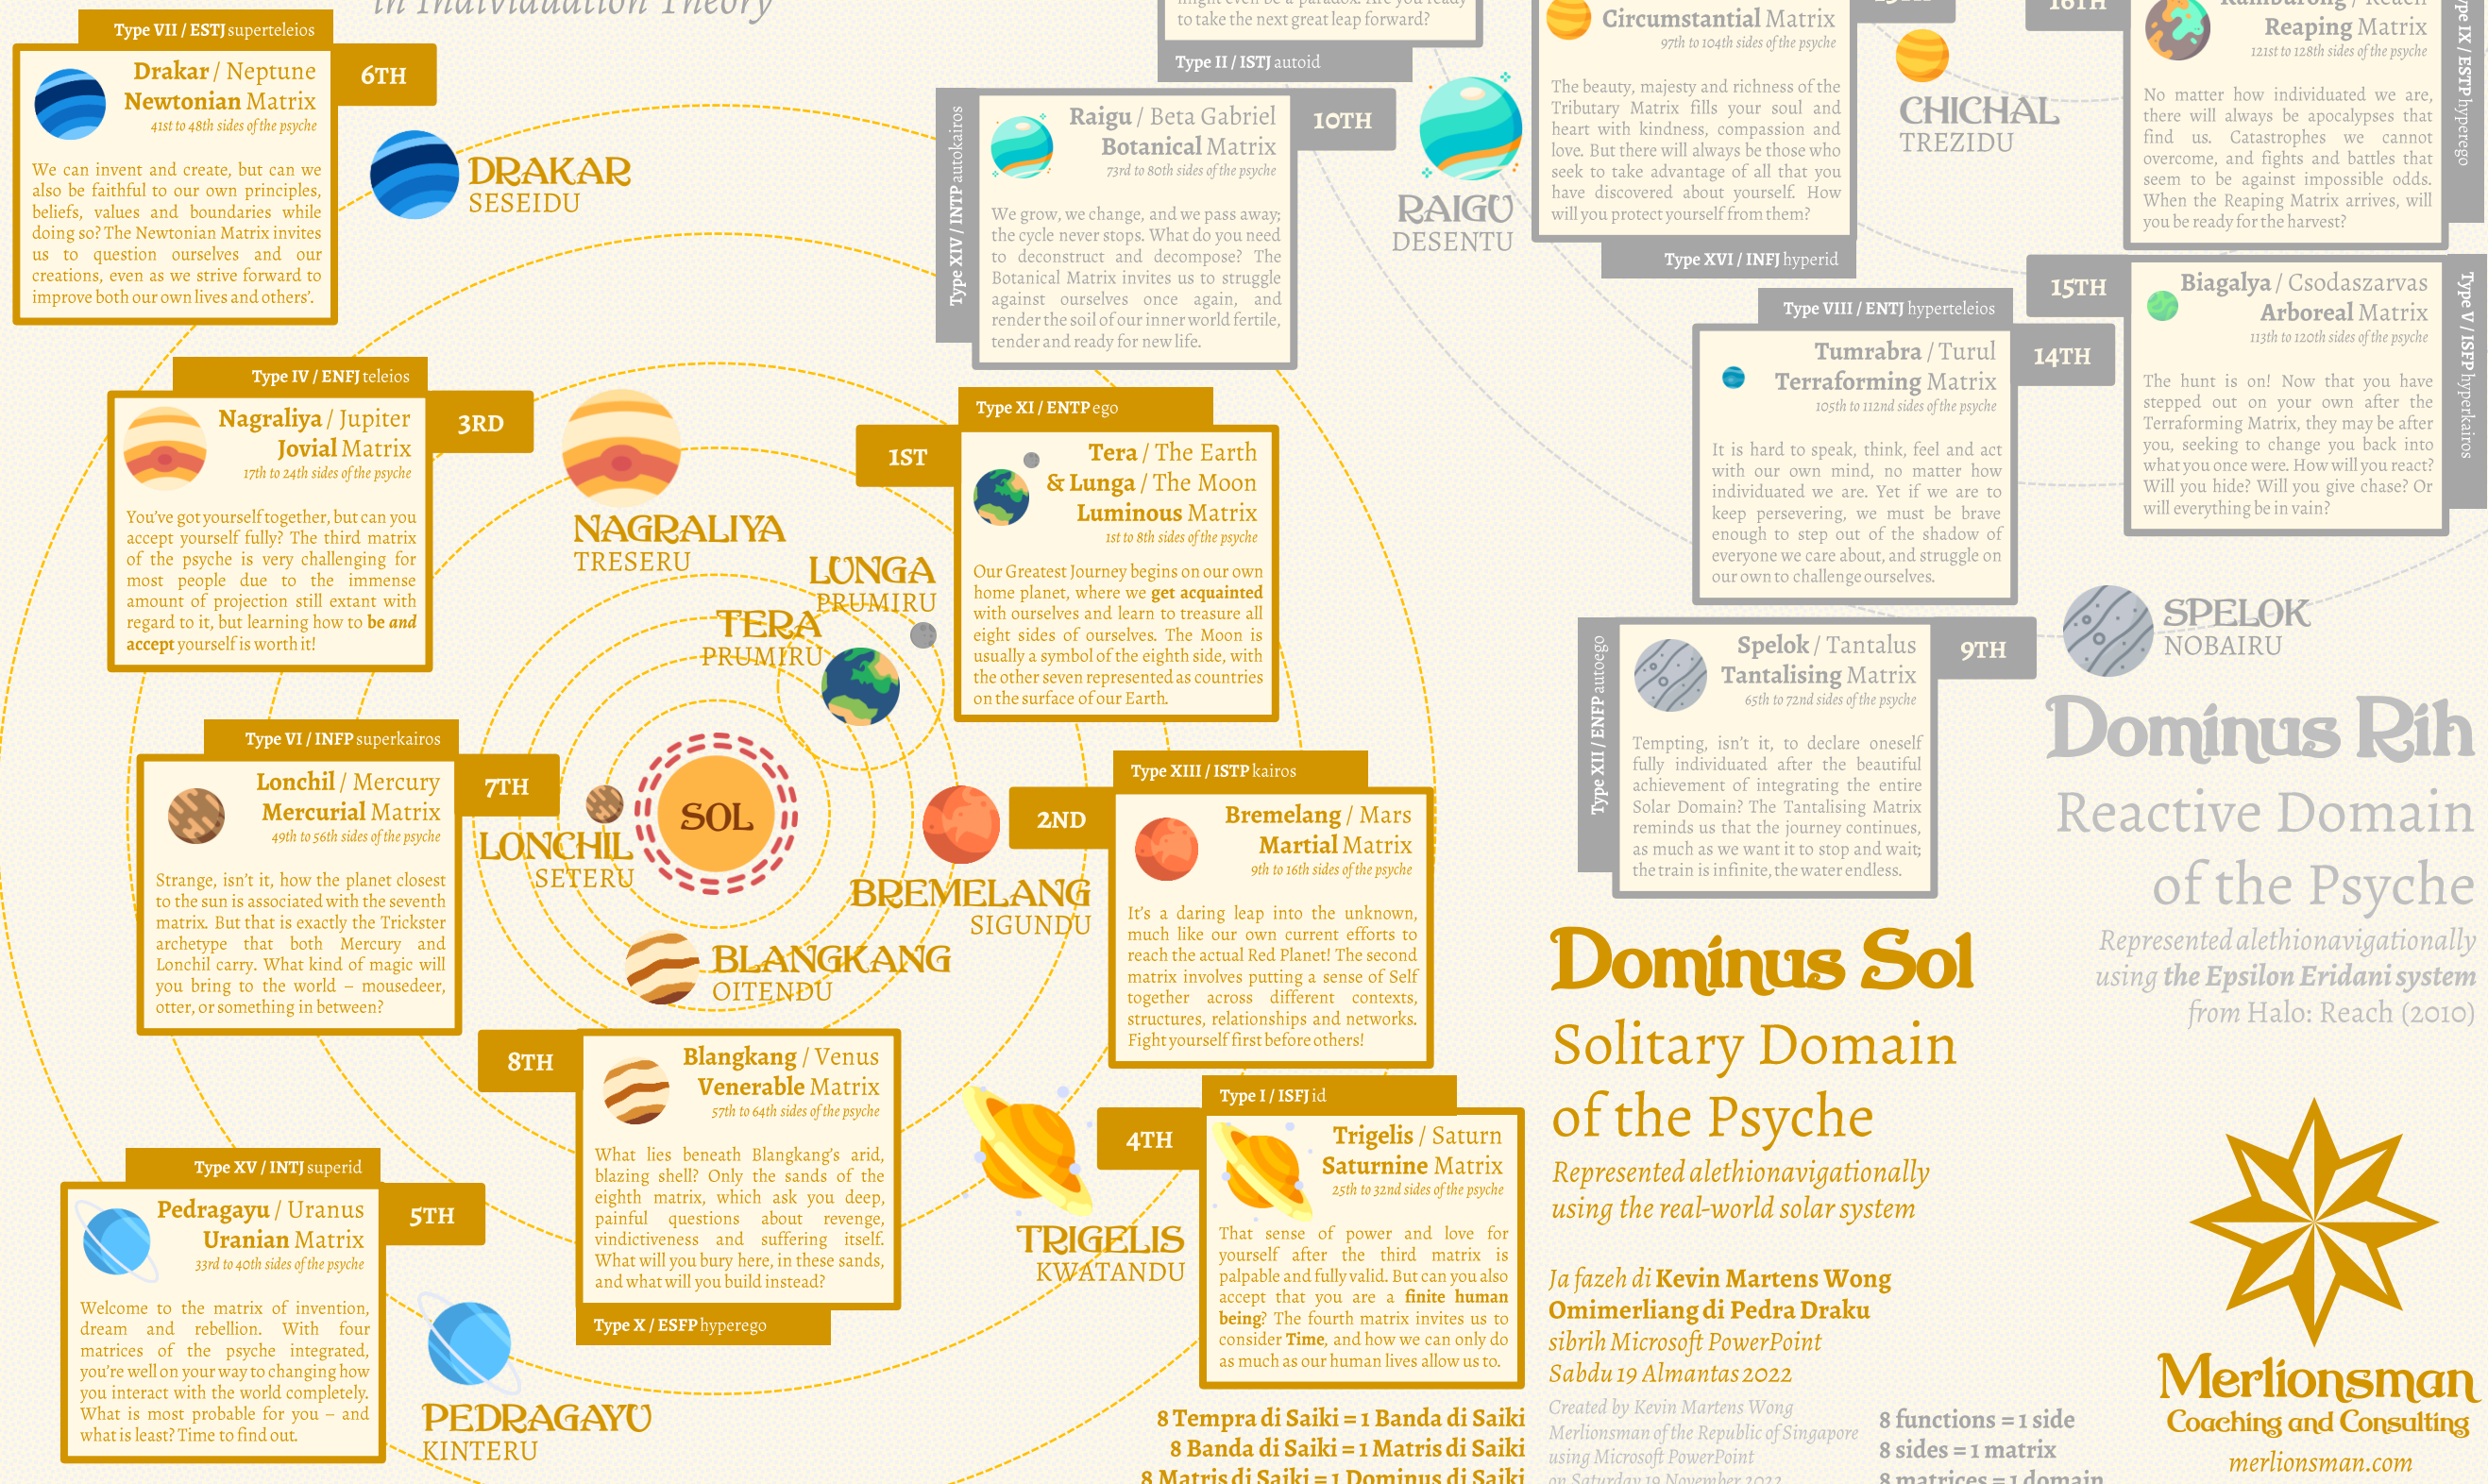 in Individuation Theory
Type VII / ESTJ superteleios
Drakar / Neptune
Newtonian Matrix
41st to 48th sides of the psyche
6TH
We can invent and create, but can we
also be faithful to our own principles,
beliefs, values and boundaries while
doing so? The Newtonian Matrix invites
us to question ourselves and our
creations, even as we strive forward to
improve both our own lives and others’.
DRAKAR
SESEIDU
Type IV / ENFJ teleios
Nagraliya / Jupiter
Jovial Matrix
17th to 24th sides of the psyche
3RD
You’ve got yourself together, but can you
accept yourself fully? The third matrix
of the psyche is very challenging for
most people due to the immense
amount of projection still extant with
regard to it, but learning how to be and
accept yourself is worth it!
NAGRALIYA
TRESERU
LUNGA
PRUMIRU
TERA
PRUMIRU
Type VI / INFP superkairos
Lonchil / Mercury
Mercurial Matrix
49th to 56th sides of the psyche
7TH
Strange, isn’t it, how the planet closest
to the sun is associated with the seventh
matrix. But that is exactly the Trickster
archetype that both Mercury and
Lonchil carry. What kind of magic will
you bring to the world – mousedeer,
otter, or something in between?
LONCHIL
SETERU
SOL
BREMELANG
SIGUNDU
BLANGKANG
OITENDU
8TH
Blangkang / Venus
Venerable Matrix
57th to 64th sides of the psyche
What lies beneath Blangkang’s arid,
blazing shell? Only the sands of the
eighth matrix, which ask you deep,
painful questions about revenge,
vindictiveness and suffering itself.
What will you bury here, in these sands,
and what will you build instead?
Type X / ESFP hyperego
Type XV / INTJ superid
Pedragayu / Uranus
Uranian Matrix
33rd to 40th sides of the psyche
5TH
Welcome to the matrix of invention,
dream and rebellion. With four
matrices of the psyche integrated,
you’re well on your way to changing how
you interact with the world completely.
What is most probable for you – and
what is least? Time to find out.
PEDRAGAYU
KINTERU
to take the next great leap forward?
Type II / ISTJ autoid
Type XIV / INTP autokairos
Raigu / Beta Gabriel
Botanical Matrix
73rd to 80th sides of the psyche
10TH
We grow, we change, and we pass away;
the cycle never stops. What do you need
to deconstruct and decompose? The
Botanical Matrix invites us to struggle
against ourselves once again, and
render the soil of our inner world fertile,
tender and ready for new life.
RAIGU
DESENTU
Type XI / ENTP ego
1ST
Tera / The Earth
& Lunga / The Moon
Luminous Matrix
1st to 8th sides of the psyche
Our Greatest Journey begins on our own
home planet, where we get acquainted
with ourselves and learn to treasure all
eight sides of ourselves. The Moon is
usually a symbol of the eighth side, with
the other seven represented as countries
on the surface of our Earth.
Type XIII / ISTP kairos
2ND
Bremelang / Mars
Martial Matrix
9th to 16th sides of the psyche
It’s a daring leap into the unknown,
much like our own current efforts to
reach the actual Red Planet! The second
matrix involves putting a sense of Self
together across different contexts,
structures, relationships and networks.
Fight yourself first before others!
Type I / ISFJ id
4TH
Trigelis / Saturn
Saturnine Matrix
25th to 32nd sides of the psyche
That sense of power and love for
yourself after the third matrix is
palpable and fully valid. But can you also
accept that you are a finite human
being? The fourth matrix invites us to
consider Time, and how we can only do
as much as our human lives allow us to.
TRIGELIS
KWATANDU
8 Tempra di Saiki = 1 Banda di Saiki
8 Banda di Saiki = 1 Matris di Saiki
8 Matris di Saiki = 1 Dominus di Saiki
Circumstantial Matrix
97th to 104th sides of the psyche
The beauty, majesty and richness of the
Tributary Matrix fills your soul and
heart with kindness, compassion and
love. But there will always be those who
seek to take advantage of all that you
have discovered about yourself. How
will you protect yourself from them?
Type XVI / INFJ hyperid
CHICHAL
TREZIDU
16TH
Reaping Matrix
121st to 128th sides of the psyche
Type IX / ESTP hyperego
No matter how individuated we are,
there will always be apocalypses that
find us. Catastrophes we cannot
overcome, and fights and battles that
seem to be against impossible odds.
When the Reaping Matrix arrives, will
you be ready for the harvest?
Type VIII / ENTJ hyperteleios
Tumrabra / Turul
Terraforming Matrix
105th to 112nd sides of the psyche
14TH
It is hard to speak, think, feel and act
with our own mind, no matter how
individuated we are. Yet if we are to
keep persevering, we must be brave
enough to step out of the shadow of
everyone we care about, and struggle on
our own to challenge ourselves.
15TH
Biagalya / Csodaszarvas
Arboreal Matrix
113th to 120th sides of the psyche
Type V / ISFP hyperkairos
The hunt is on! Now that you have
stepped out on your own after the
Terraforming Matrix, they may be after
you, seeking to change you back into
what you once were. How will you react?
Will you hide? Will you give chase? Or
will everything be in vain?
Type XII / ENFP autoego
Spelok / Tantalus
Tantalising Matrix
65th to 72nd sides of the psyche
9TH
Tempting, isn’t it, to declare oneself
fully individuated after the beautiful
achievement of integrating the entire
Solar Domain? The Tantalising Matrix
reminds us that the journey continues,
as much as we want it to stop and wait;
the train is infinite, the water endless.
SPELOK
NOBAIRU
Dominus Rih
Reactive Domain
of the Psyche
Represented alethionavigationally
using the Epsilon Eridani system
from Halo: Reach (2010)
Dominus Sol
Solitary Domain
of the Psyche
Represented alethionavigationally
using the real-world solar system
Ja fazeh di Kevin Martens Wong
Omimerliang di Pedra Draku
sibrih Microsoft PowerPoint
Sabdu 19 Almantas 2022
Created by Kevin Martens Wong
Merlionsman of the Republic of Singapore
using Microsoft PowerPoint
on Saturday 19 November 2022
8 functions = 1 side
8 sides = 1 matrix
8 matrices = 1 domain
Merlionsman
Coaching and Consulting
merlionsman.com